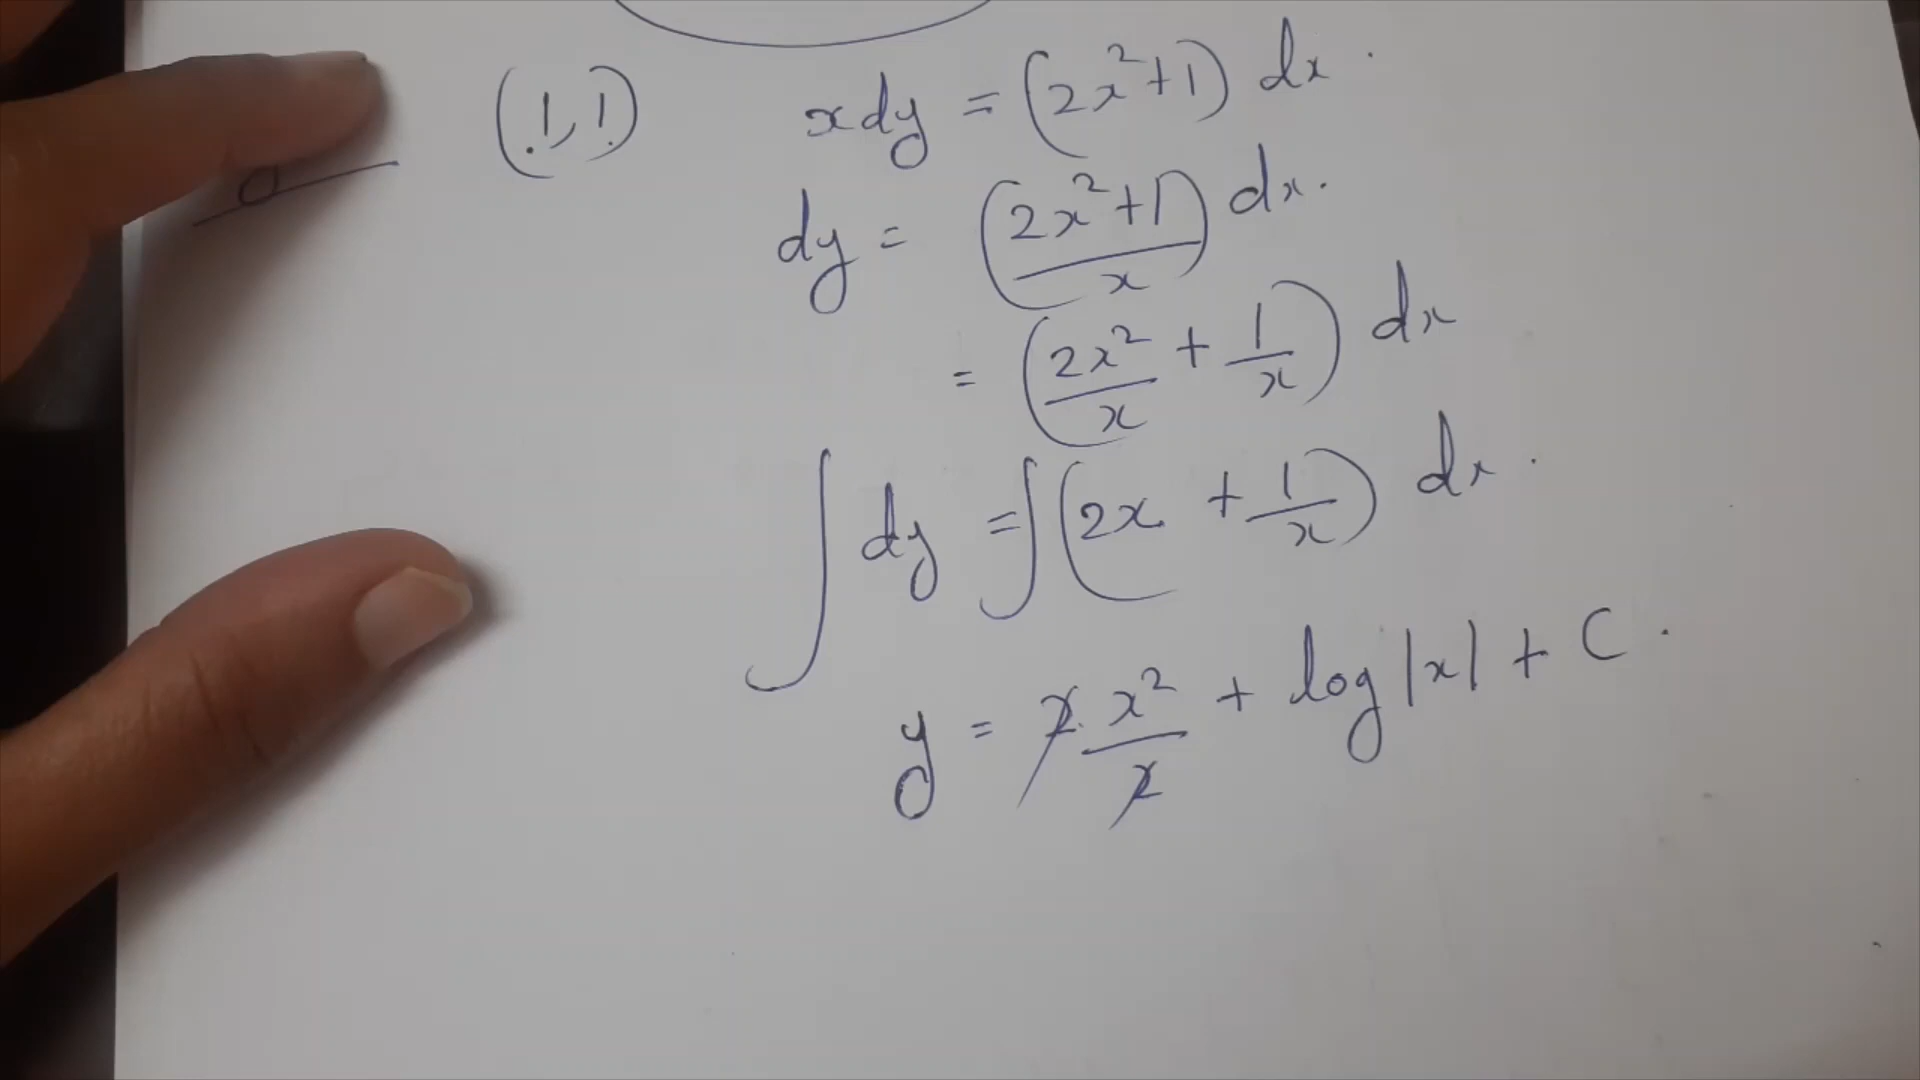 (1,1) x dy = (2x²+1) dx.
dy = ((2x²+1)/x) dx.
= (2x²/x + 1/x) dx
∫ dy = ∫ (2x + 1/x) dx.
y = 2. x²/2 + log|x| + C.